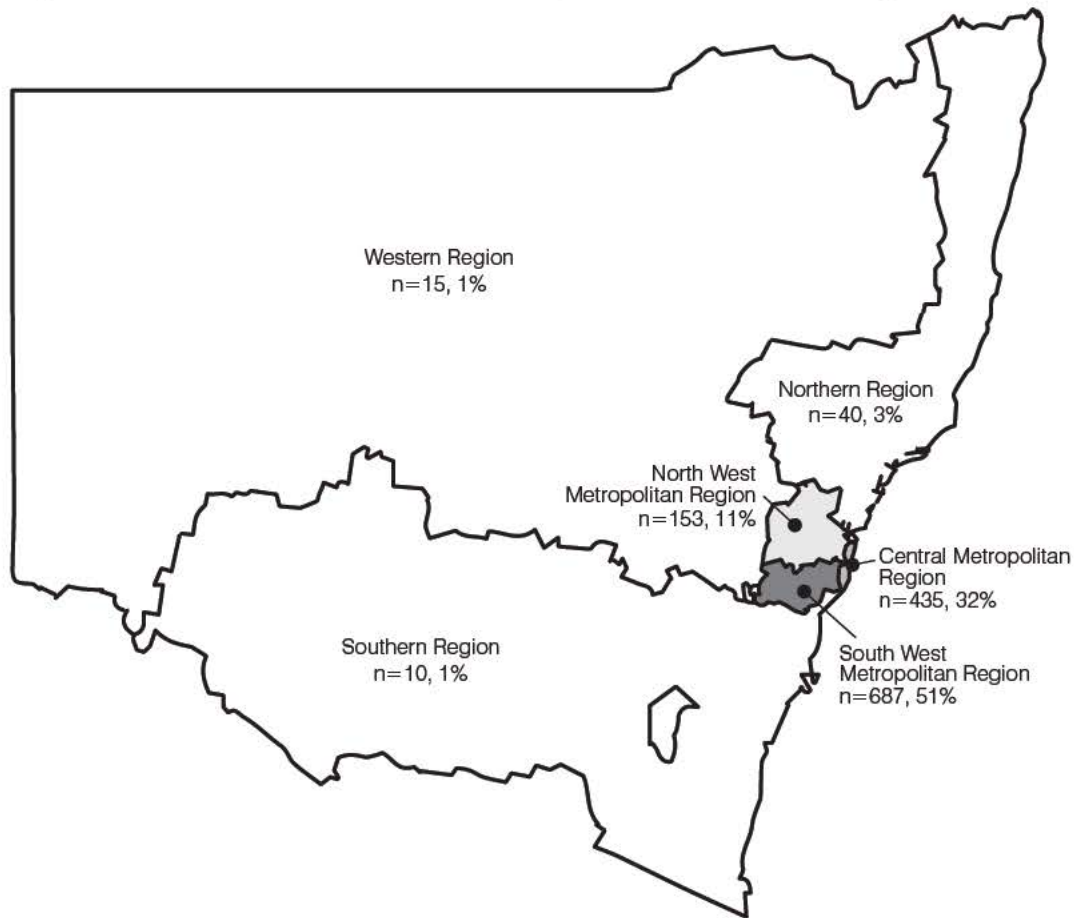 Western Region
n=15, 1%
Northern Region
n=40, 3%
North West
Metropolitan Region
n=153, 11%
Central Metropolitan
Region
n=435, 32%
Southern Region
n=10, 1%
South West
Metropolitan Region
n=687, 51%